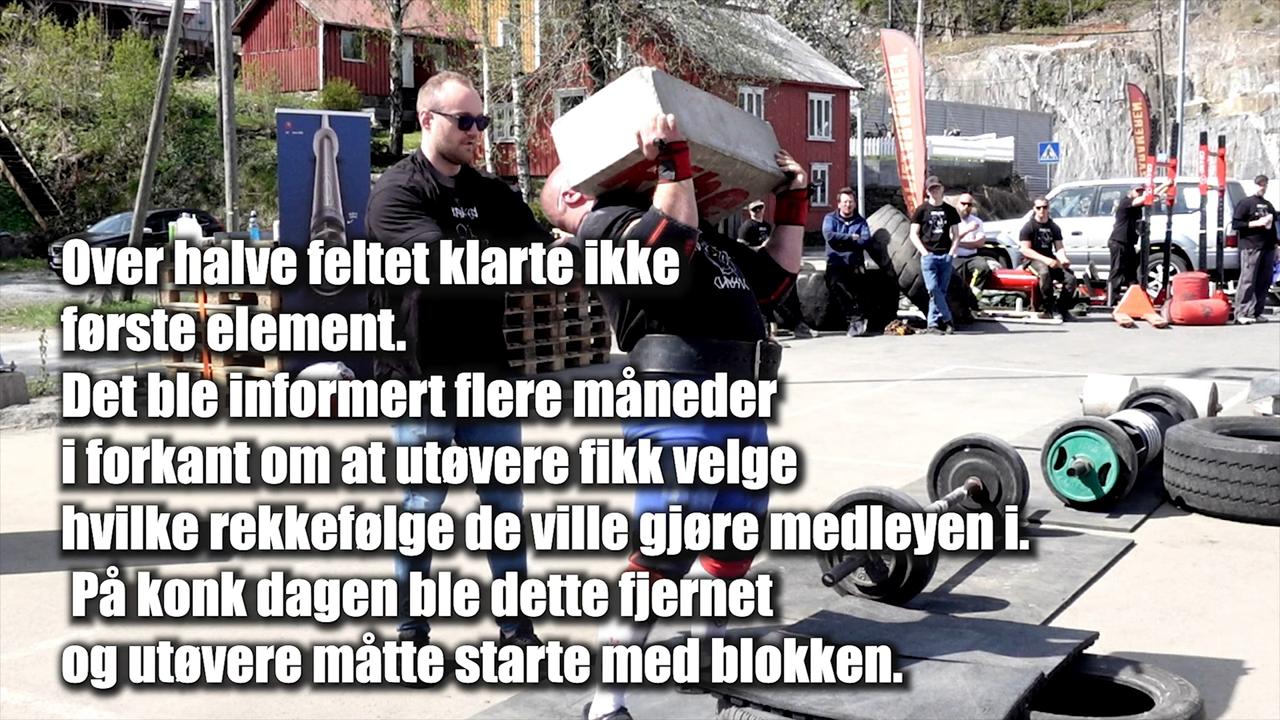 Over halve feltet klarte ikke
første element.
Det ble informert flere måneder
i forkant om at utøvere fikk velge
hvilke rekkefølge de ville gjøre medleyen i.
På konk dagen ble dette fjernet
og utøvere måtte starte med blokken.